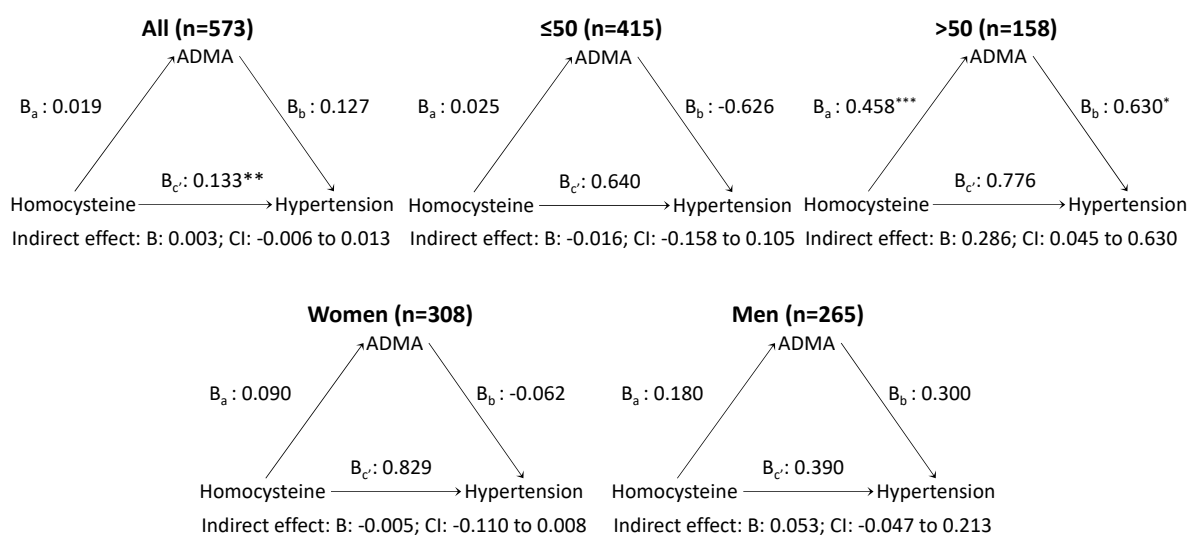 All (n=573)
ADMA
Ba : 0.019
Bb : 0.127
Bc’: 0.133**
Homocysteine
Hypertension
Indirect effect: B: 0.003; CI: -0.006 to 0.013
≤50 (n=415)
ADMA
Ba : 0.025
Bb : -0.626
Bc’: 0.640
Homocysteine
Hypertension
Indirect effect: B: -0.016; CI: -0.158 to 0.105
>50 (n=158)
ADMA
Ba : 0.458***
Bb : 0.630*
Bc’: 0.776
Homocysteine
Hypertension
Indirect effect: B: 0.286; CI: 0.045 to 0.630
Women (n=308)
ADMA
Ba : 0.090
Bb : -0.062
Bc’: 0.829
Homocysteine
Hypertension
Indirect effect: B: -0.005; CI: -0.110 to 0.008
Men (n=265)
ADMA
Ba : 0.180
Bb : 0.300
Bc’: 0.390
Homocysteine
Hypertension
Indirect effect: B: 0.053; CI: -0.047 to 0.213